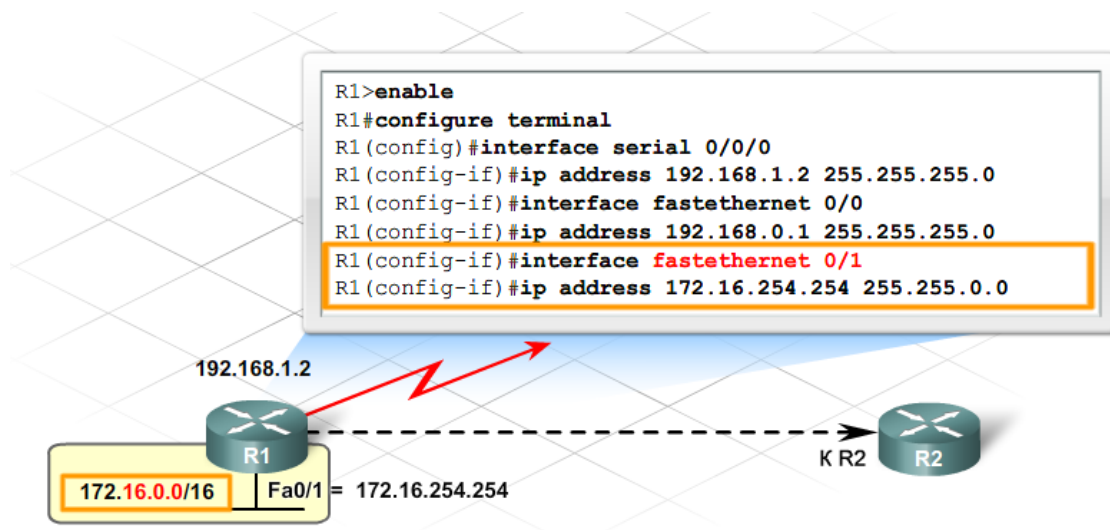 R1>enable
R1#configure terminal
R1(config)#interface serial 0/0/0
R1(config-if)#ip address 192.168.1.2 255.255.255.0
R1(config-if)#interface fastethernet 0/0
R1(config-if)#ip address 192.168.0.1 255.255.255.0
R1(config-if)#interface fastethernet 0/1
R1(config-if)#ip address 172.16.254.254 255.255.0.0
192.168.1.2
R1
К R2
R2
172.16.0.0/16
Fa0/1 = 172.16.254.254